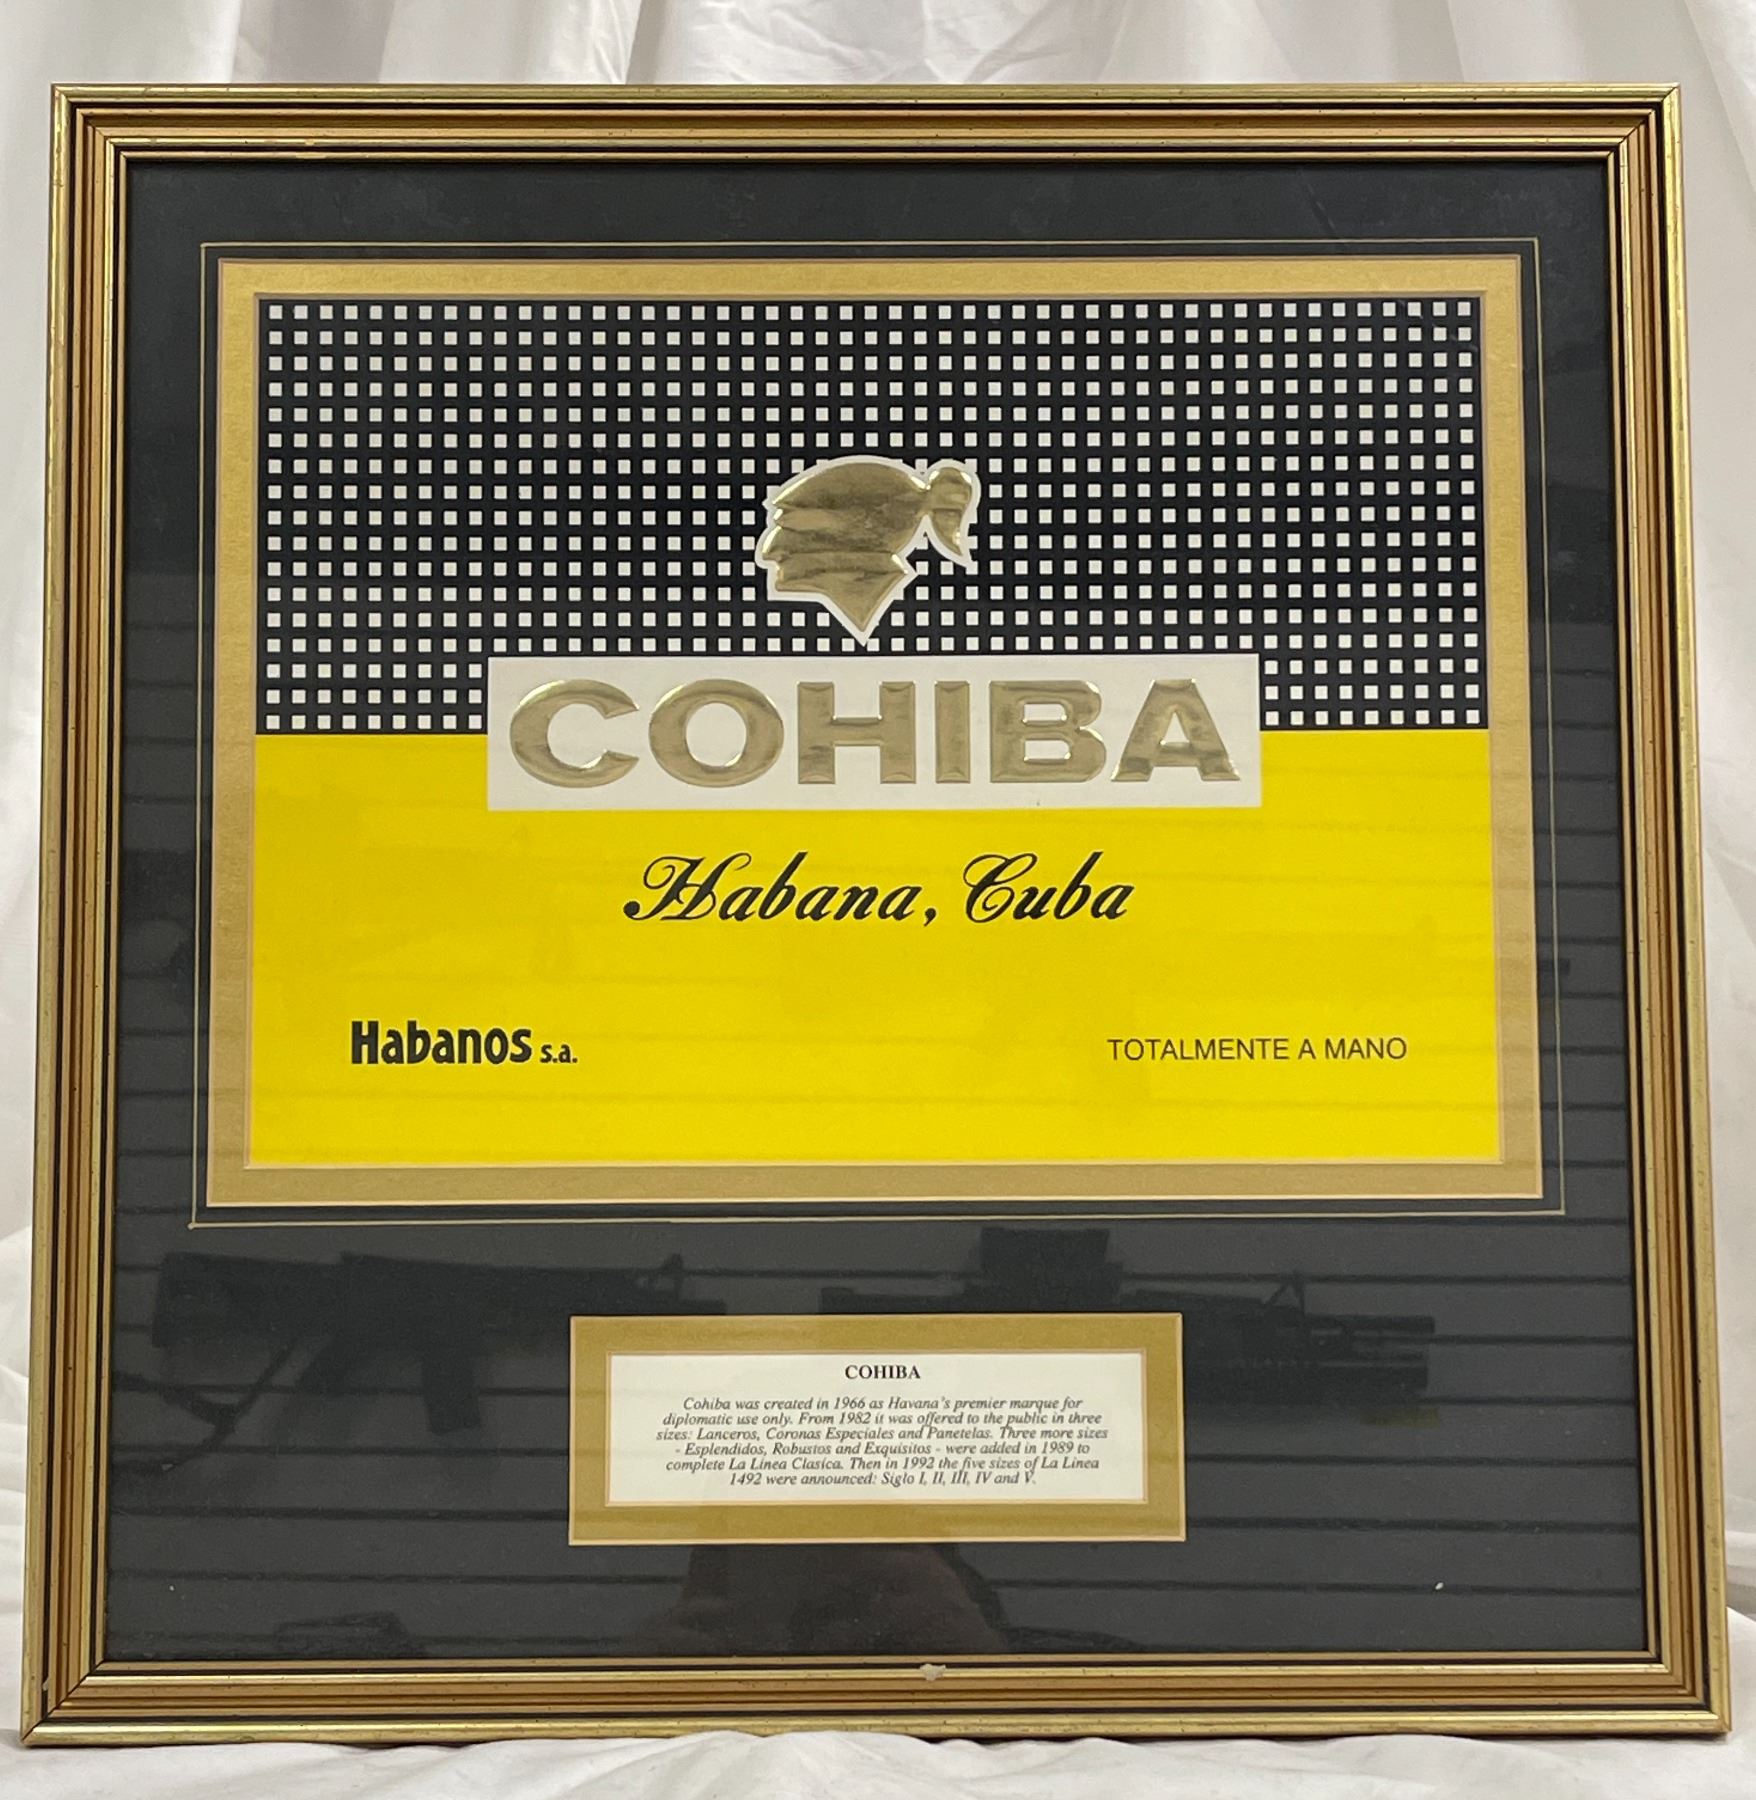 COHIBA
Habana, Cuba
Habanos s.a.
TOTALMENTE A MANO
COHIBA
Cohiba was created in 1966 as Havana's premier marque for
diplomatic use only. From 1982 it was offered to the public in three
sizes: Lanceros, Coronas Especiales and Panetelas. Three more sizes
- Esplendidos, Robustos and Exquisitos - were added in 1989 to
complete La Linea Clasica. Then in 1992 the five sizes of La Linea
1492 were announced: Siglo I, II, III, IV and V.